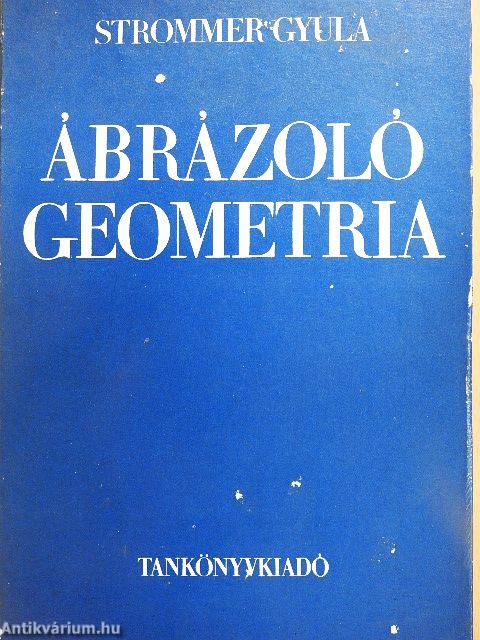 STROMMER GYULA
ÁBRÁZOLÓ
GEOMETRIA
TANKÖNYVKIADÓ
Antikvárium.hu